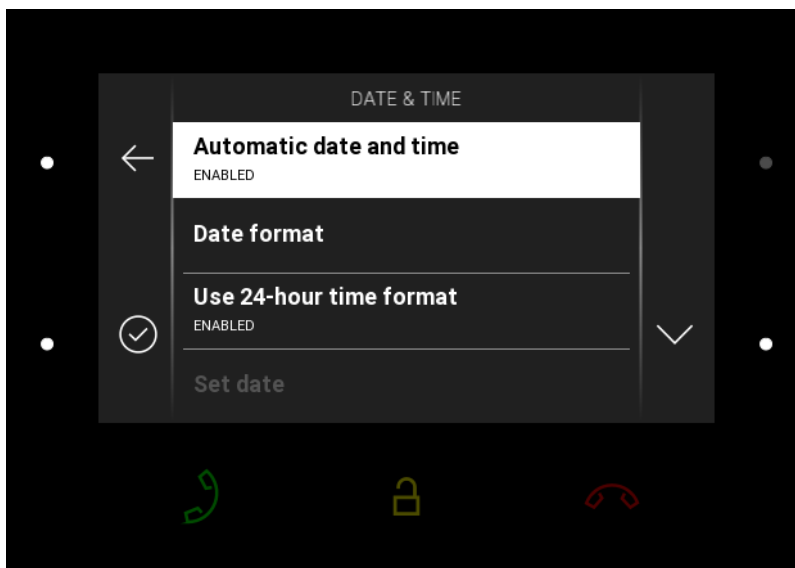 DATE & TIME
Automatic date and time
ENABLED
Date format
Use 24-hour time format
ENABLED
Set date